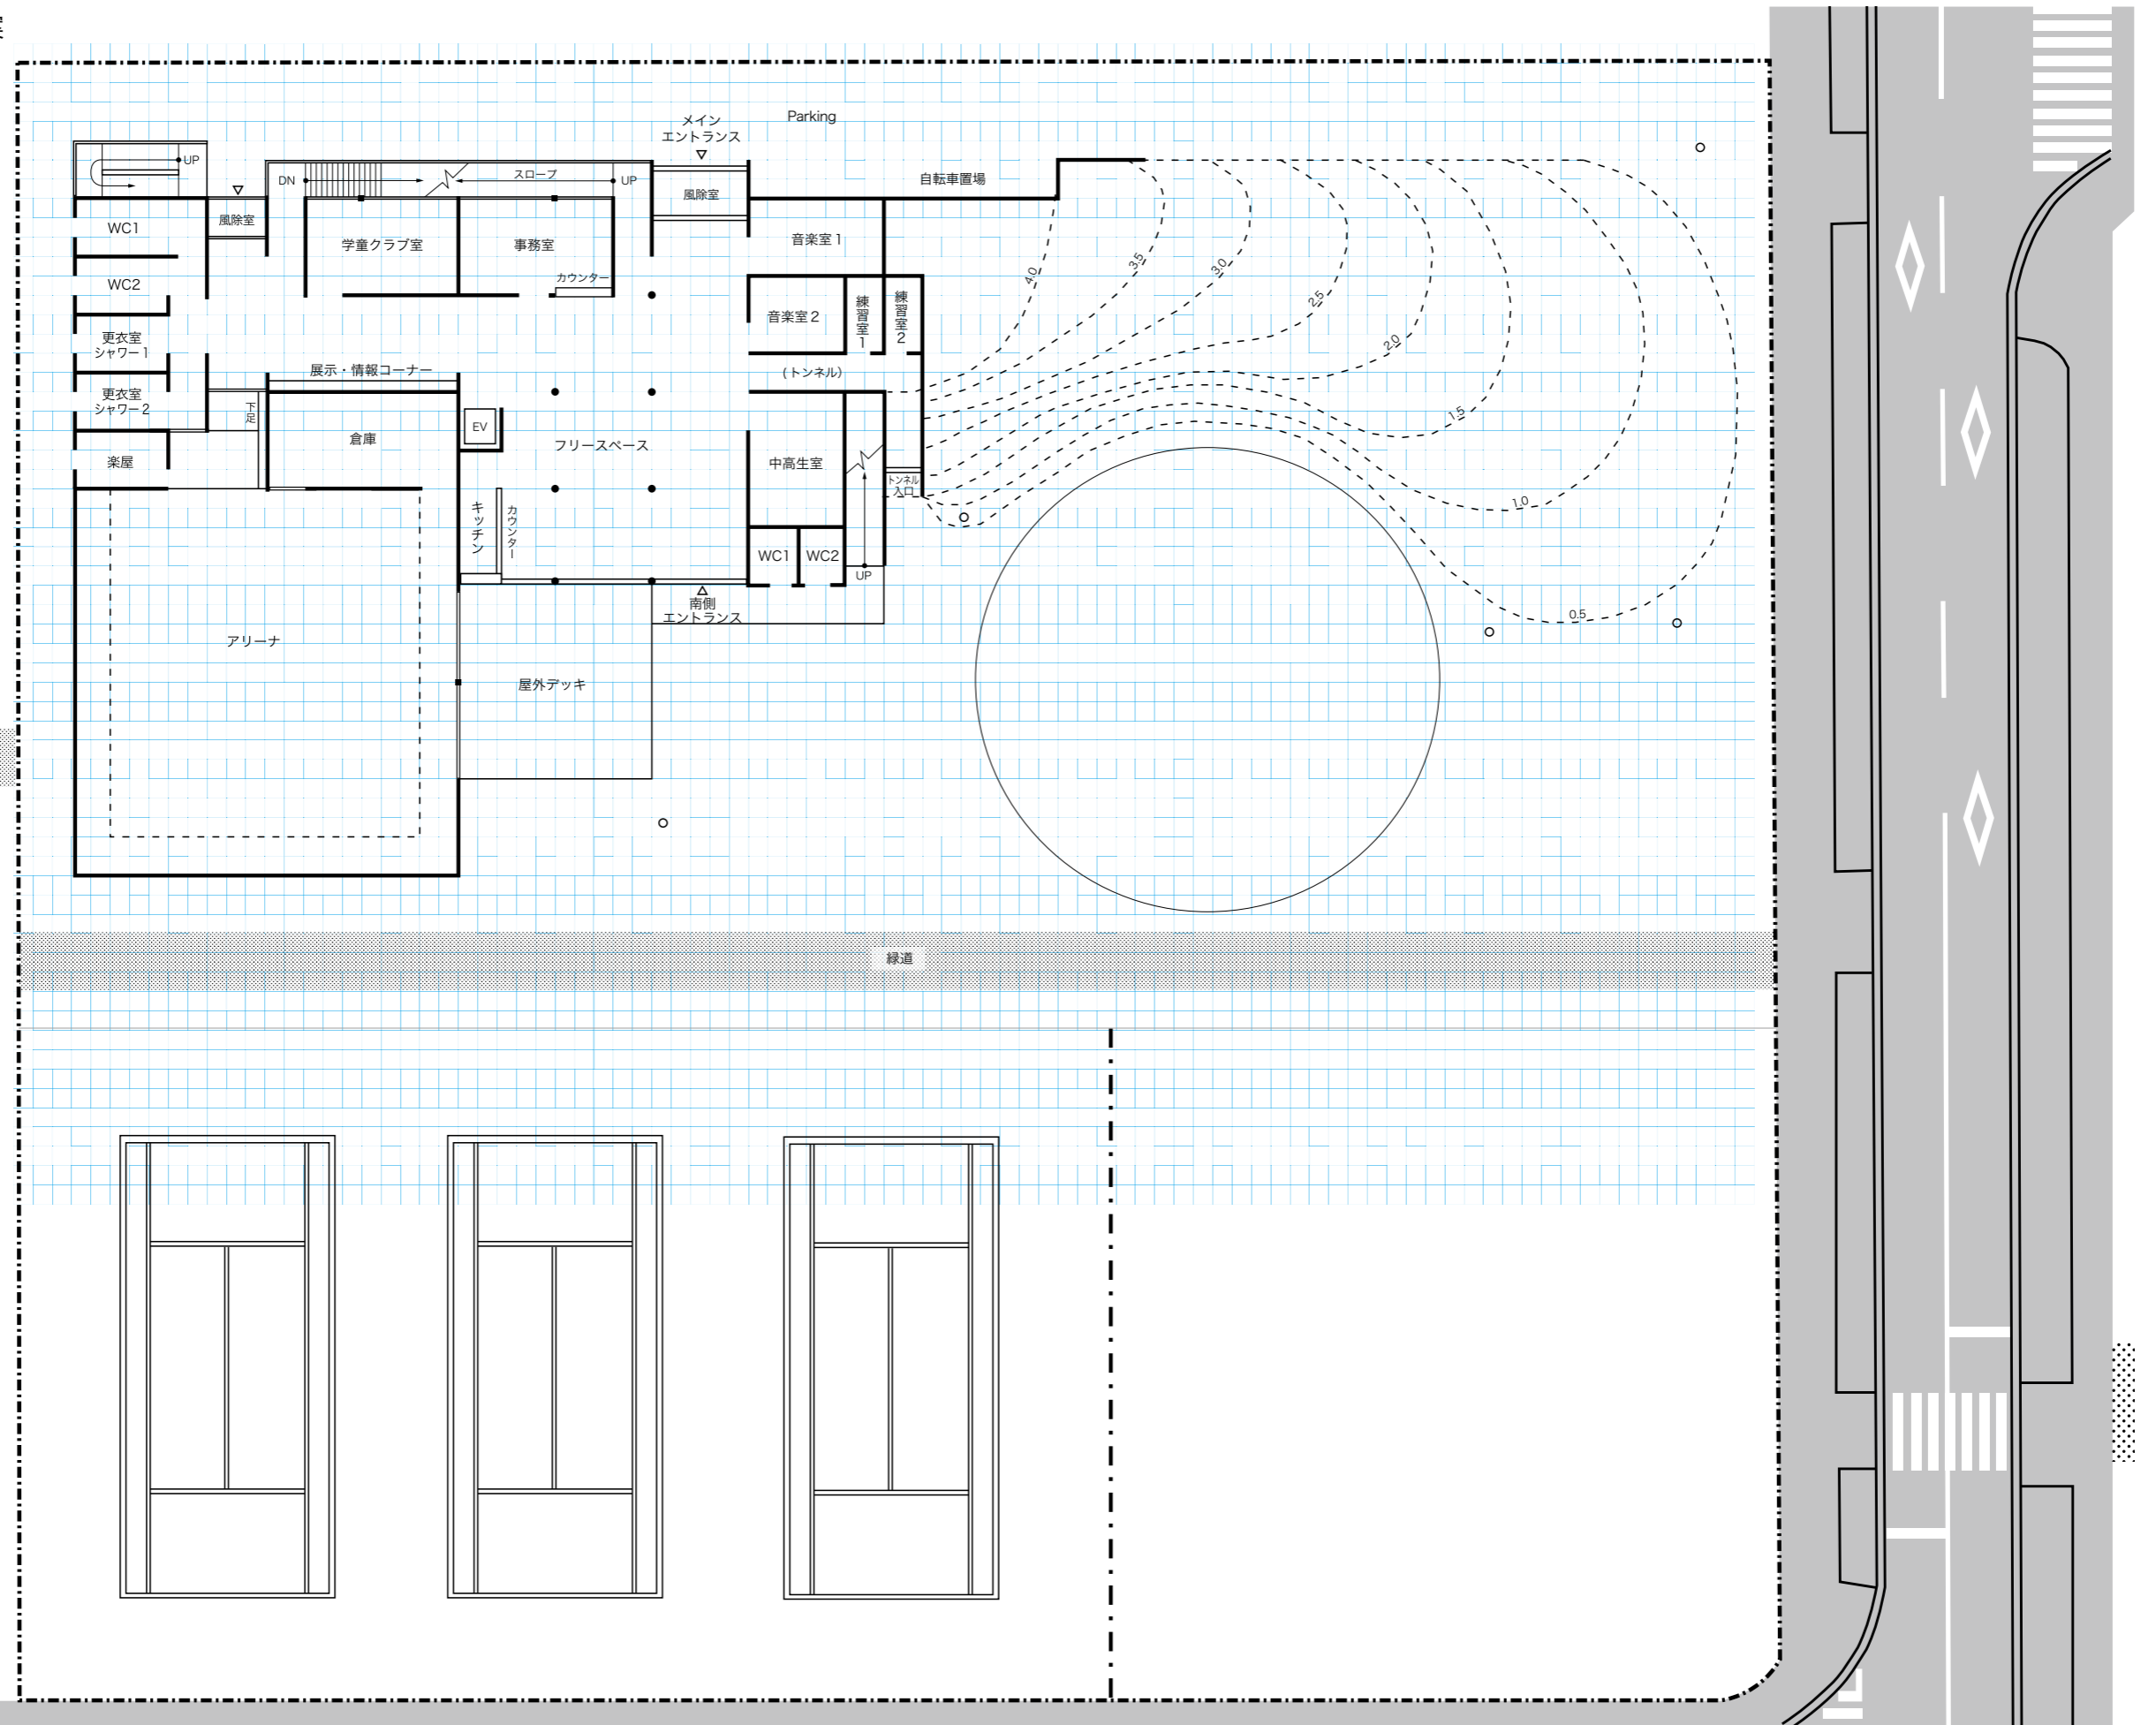 メイン
エントランス
Parking
UP
DN
スロープ
UP
風除室
自転車置場
WC1
風除室
学童クラブ室
事務室
カウンター
音楽室1
WC2
音楽室2
練習室1
練習室2
4.0
3.5
3.0
2.5
2.0
1.5
1.0
0.5
更衣室
シャワー1
展示・情報コーナー
(トンネル)
更衣室
シャワー2
下足
倉庫
EV
フリースペース
中高生室
楽屋
トンネル
入口
キッチン
カウンター
WC1
WC2
UP
南側
エントランス
アリーナ
屋外デッキ
緑道